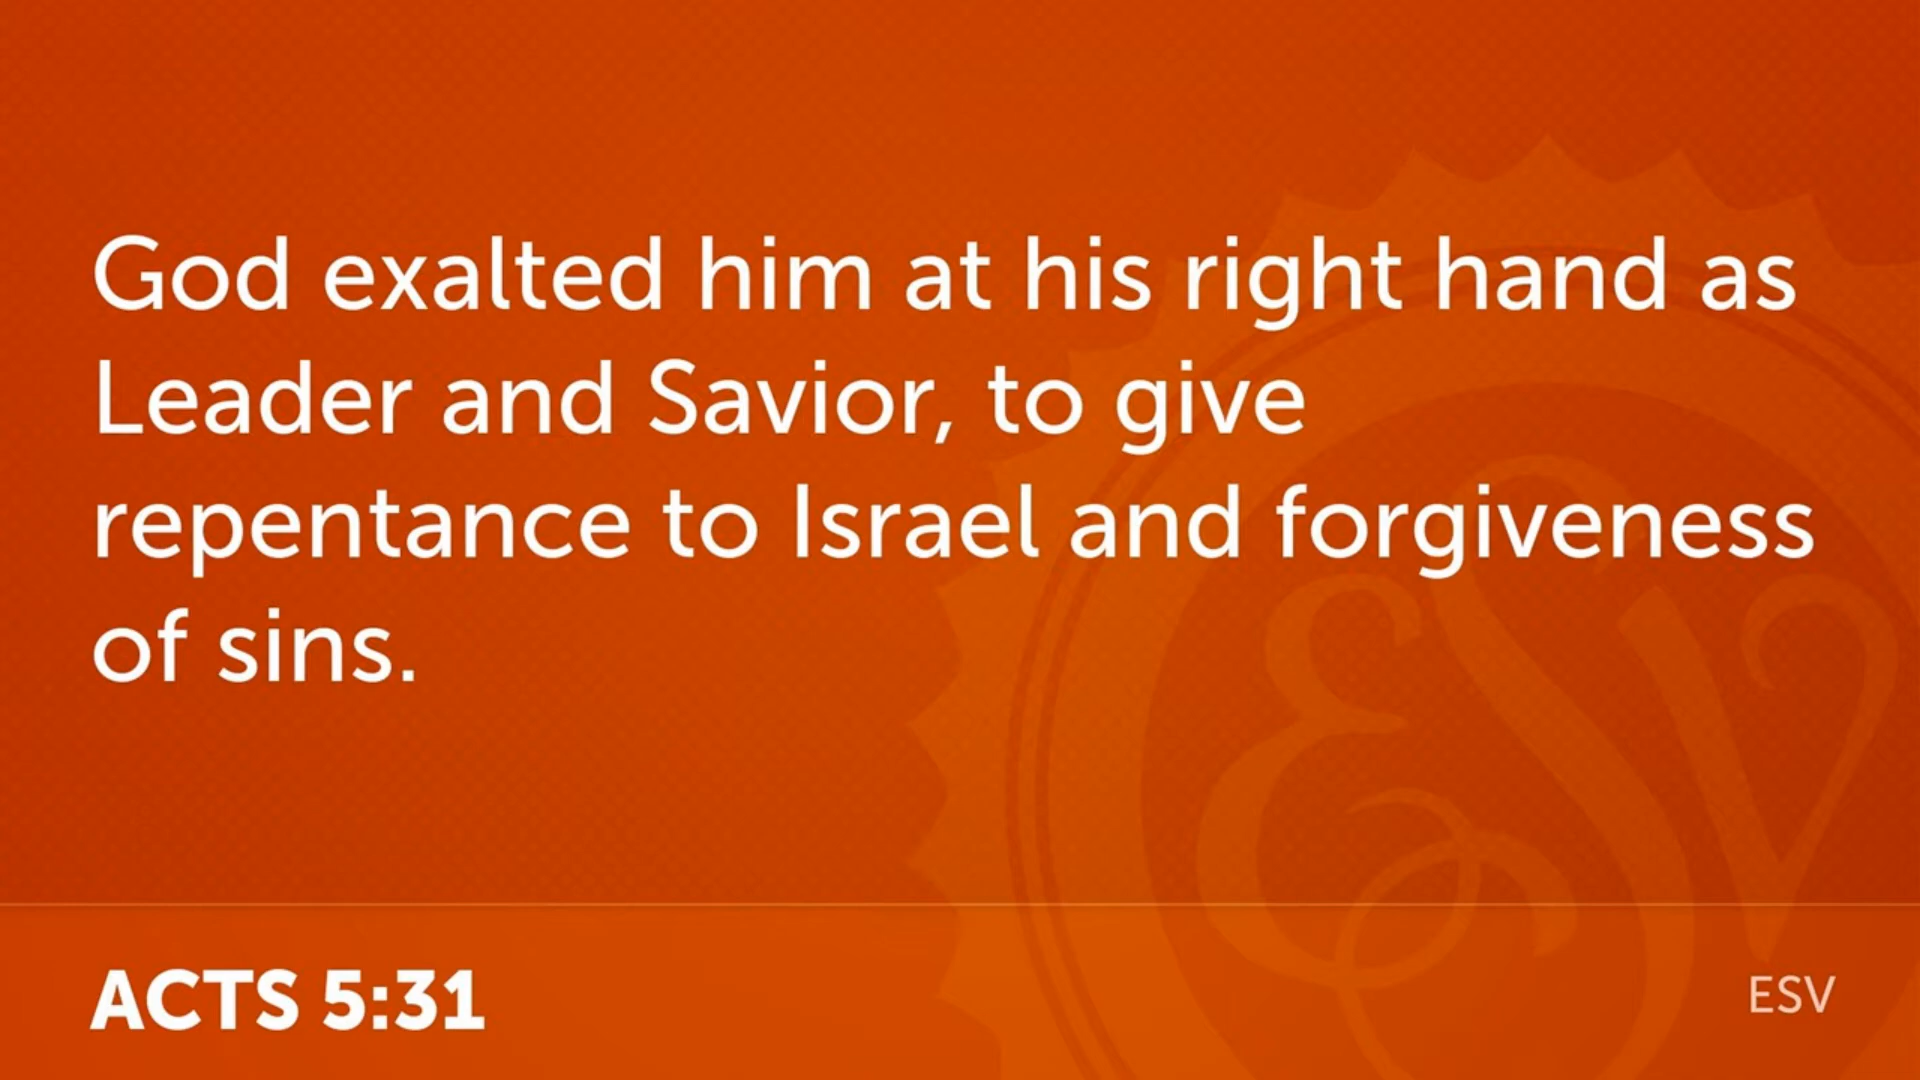 God exalted him at his right hand as
Leader and Savior, to give
repentance to Israel and forgiveness
of sins.
ESV
ACTS 5:31
ESV